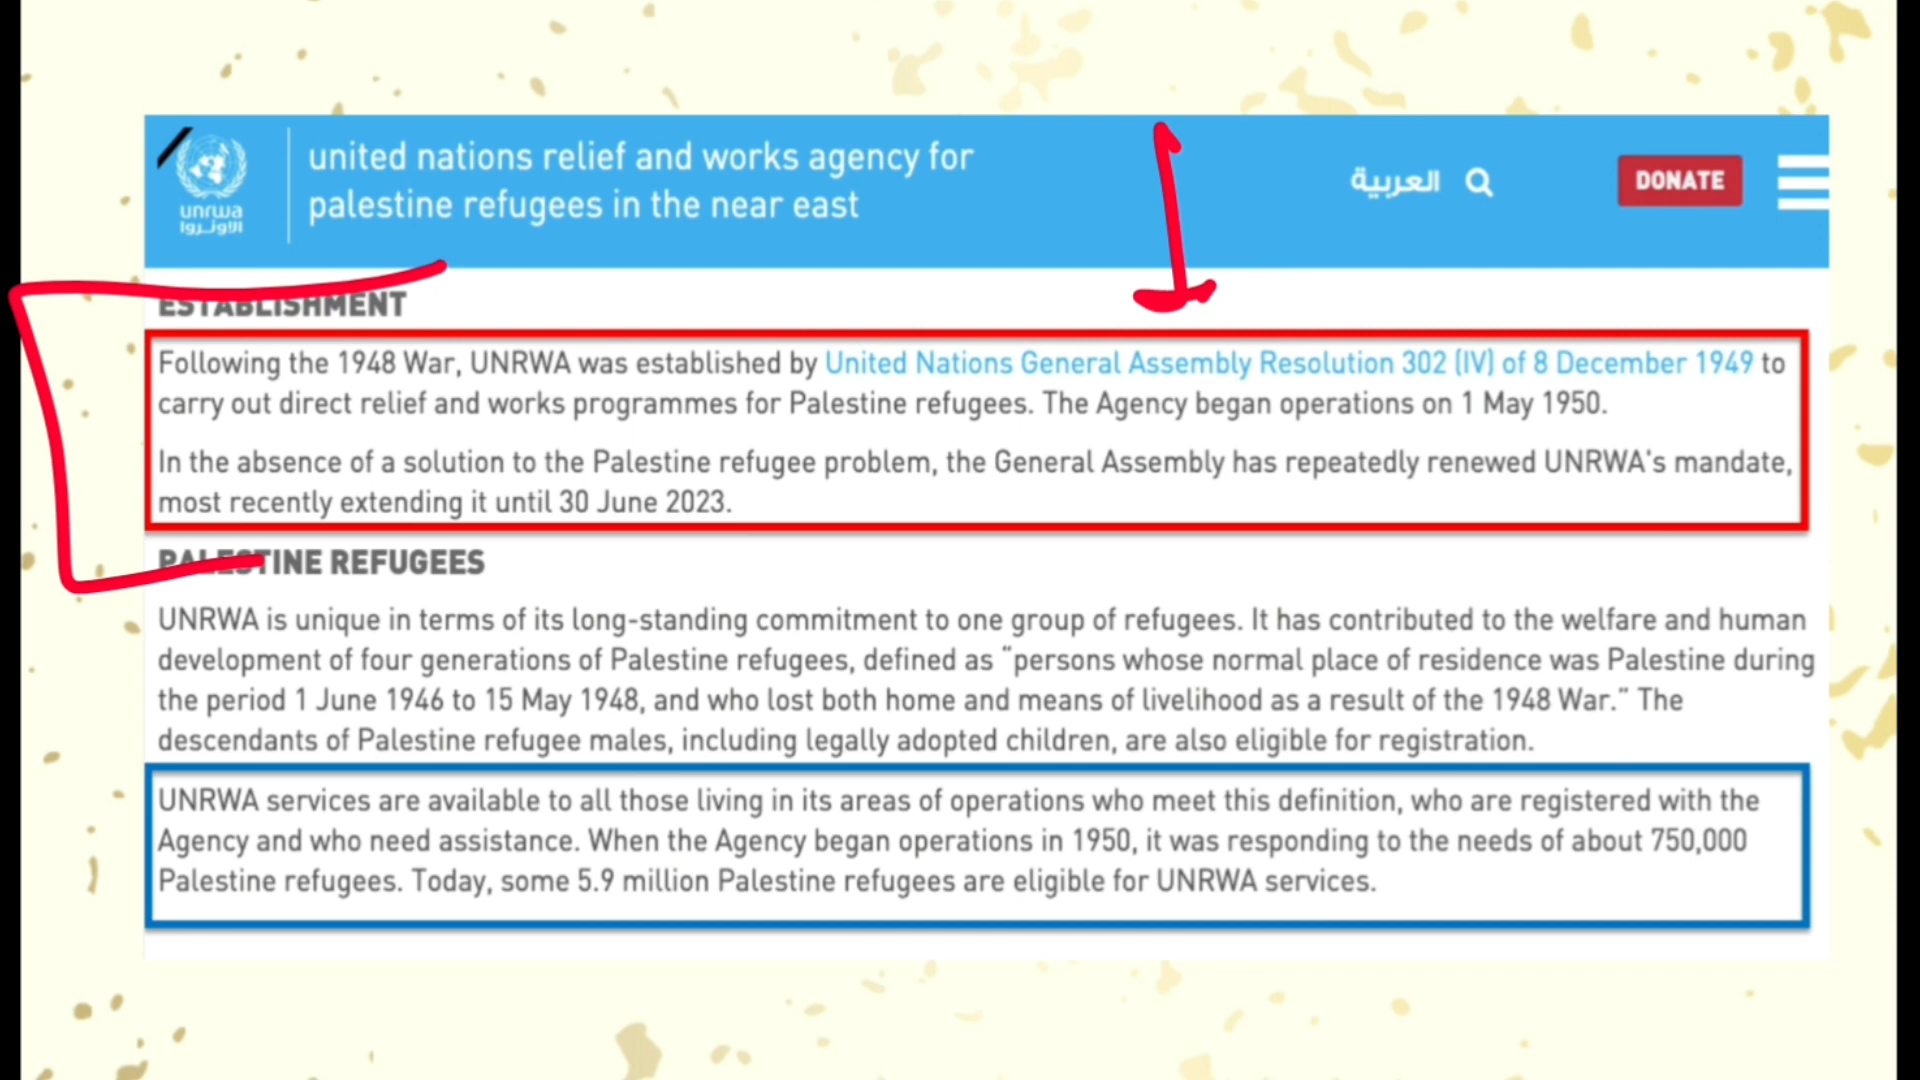 united nations relief and works agency for
palestine refugees in the near east
العربية
DONATE
unrwa
الأونروا
ESTABLISHMENT
Following the 1948 War, UNRWA was established by United Nations General Assembly Resolution 302 (IV) of 8 December 1949 to
carry out direct relief and works programmes for Palestine refugees. The Agency began operations on 1 May 1950.
In the absence of a solution to the Palestine refugee problem, the General Assembly has repeatedly renewed UNRWA's mandate,
most recently extending it until 30 June 2023.
PALESTINE REFUGEES
UNRWA is unique in terms of its long-standing commitment to one group of refugees. It has contributed to the welfare and human
development of four generations of Palestine refugees, defined as “persons whose normal place of residence was Palestine during
the period 1 June 1946 to 15 May 1948, and who lost both home and means of livelihood as a result of the 1948 War.” The
descendants of Palestine refugee males, including legally adopted children, are also eligible for registration.
UNRWA services are available to all those living in its areas of operations who meet this definition, who are registered with the
Agency and who need assistance. When the Agency began operations in 1950, it was responding to the needs of about 750,000
Palestine refugees. Today, some 5.9 million Palestine refugees are eligible for UNRWA services.